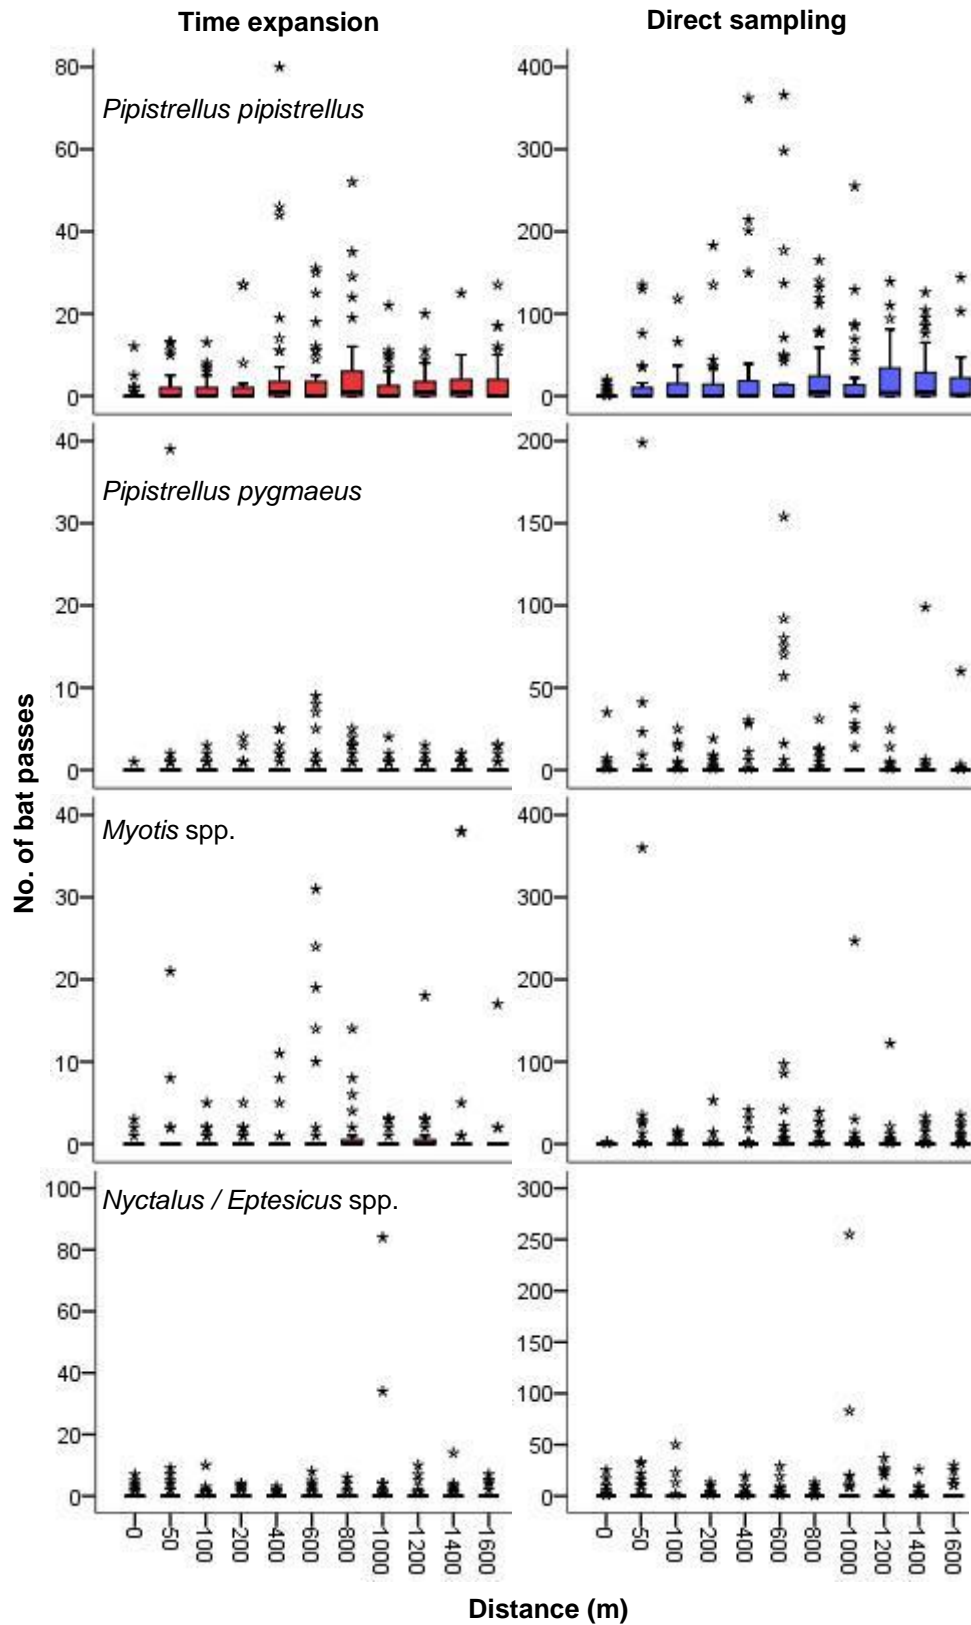 Time expansion Direct sampling
80 400
Pipistrellus pipistrellus
60 300
40 200
20 100
0 0
40 200
Pipistrellus pygmaeus
30 150
20 100
10 50
0 0
No. of bat passes
40 400
Myotis spp.
30 300
20 200
10 100
0 0
100 300
Nyctalus / Eptesicus spp.
80 250
60 200
150
40 100
20 50
0 0
0 50 100 200 400 600 800 1000 1200 1400 1600 0 50 100 200 400 600 800 1000 1200 1400 1600
Distance (m)